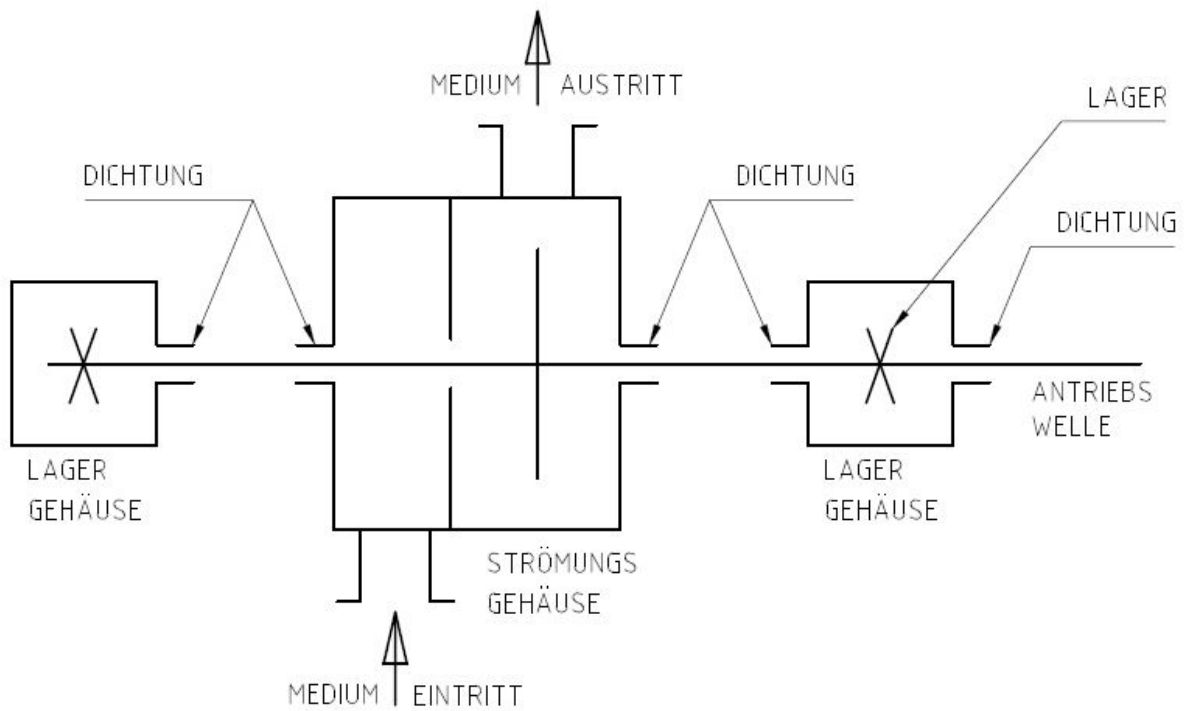 MEDIUM AUSTRITT
LAGER
DICHTUNG
DICHTUNG
DICHTUNG
ANTRIEBS
WELLE
LAGER
GEHÄUSE
LAGER
GEHÄUSE
STRÖMUNGS
GEHÄUSE
MEDIUM EINTRITT